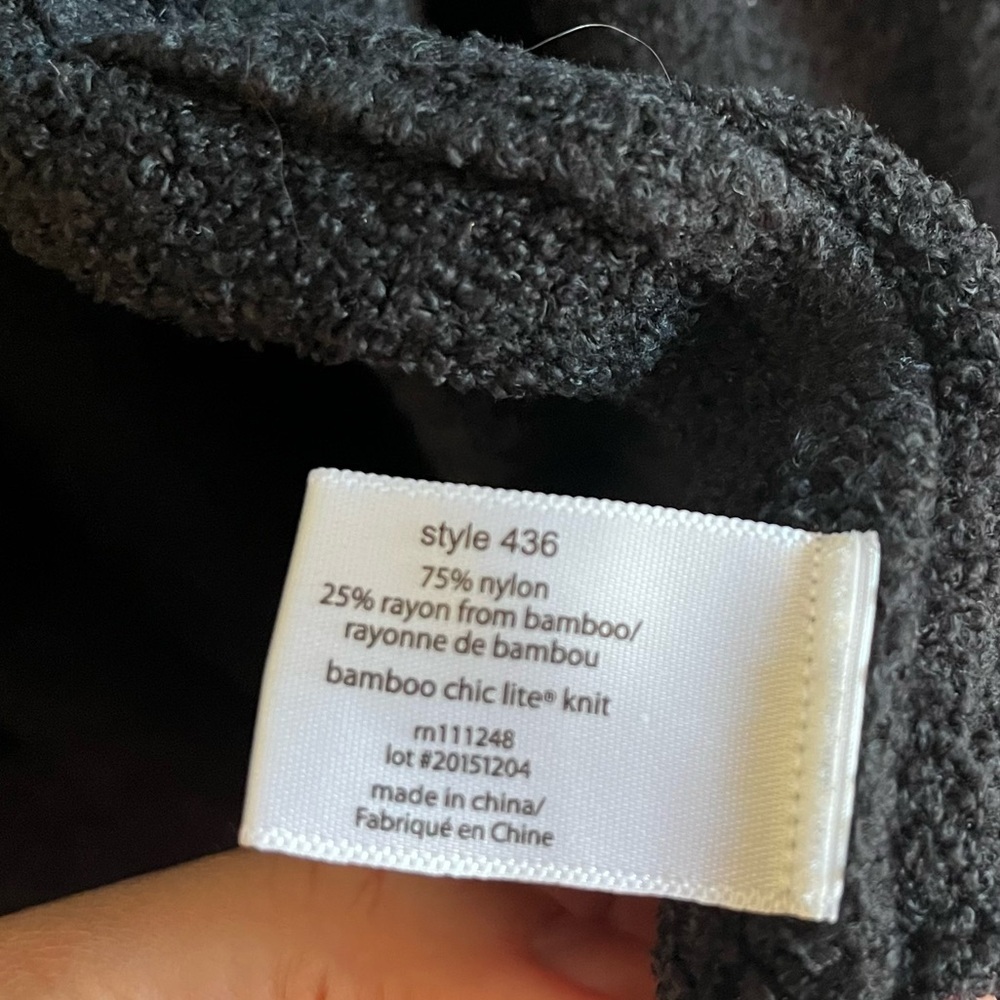 style 436
75% nylon
25% rayon from bamboo/
rayonne de bambou
bamboo chic lite® knit
rn111248
lot #20151204
made in china/
Fabriqué en Chine